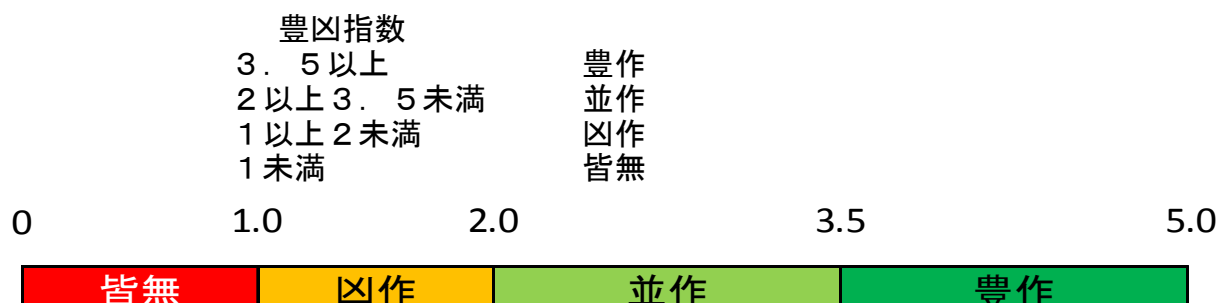 豊凶指数
３．５以上 豊作
２以上３．５未満 並作
１以上２未満 凶作
１未満 皆無
0 1.0 2.0 3.5 5.0
皆無 凶作 並作 豊作